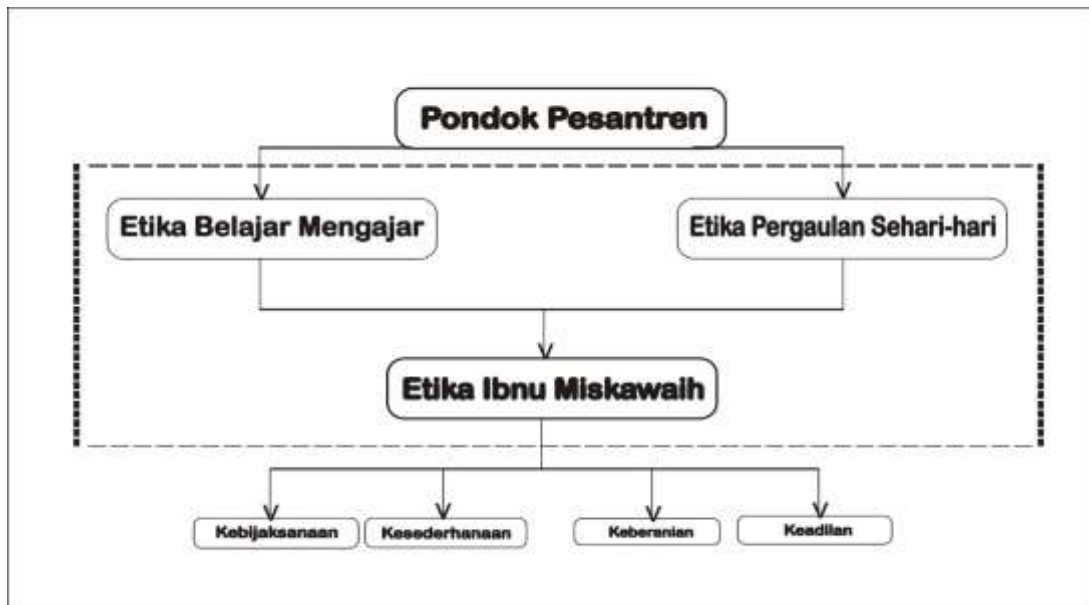 Pondok Pesantren
Etika Belajar Mengajar
Etika Pergaulan Sehari-hari
Etika Ibnu Miskawaih
Kebijaksanaan
Kesederhanaan
Keberanian
Keadilan